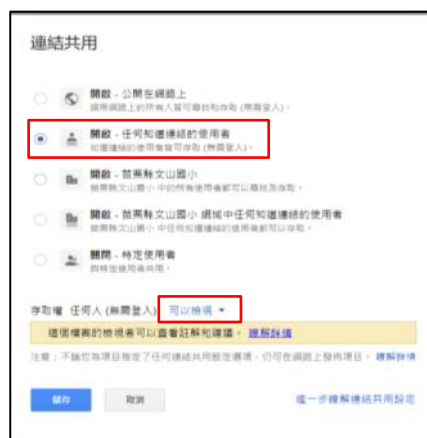 連結共用
開啟 - 公開在網路上
網際網路上的所有人皆可尋找和存取 (無需登入)。
開啟 - 任何知道連結的使用者
知道連結的使用者皆可存取 (無需登入)。
開啟 - 苗栗縣文山國小
苗栗縣文山國小 中的所有使用者都可以尋找及存取。
開啟 - 苗栗縣文山國小 網域中任何知道連結的使用者
苗栗縣文山國小 中任何知道連結的使用者都可以存取。
關閉 - 特定使用者
與特定使用者共用。
存取權 任何人 (無需登入) 可以檢視
這個檔案的檢視者可以查看註解和建議。 瞭解詳情
注意：不論您為項目指定了任何連結共用設定選項，仍可在網路上發佈項目。 瞭解詳情
儲存 取消 進一步瞭解連結共用設定